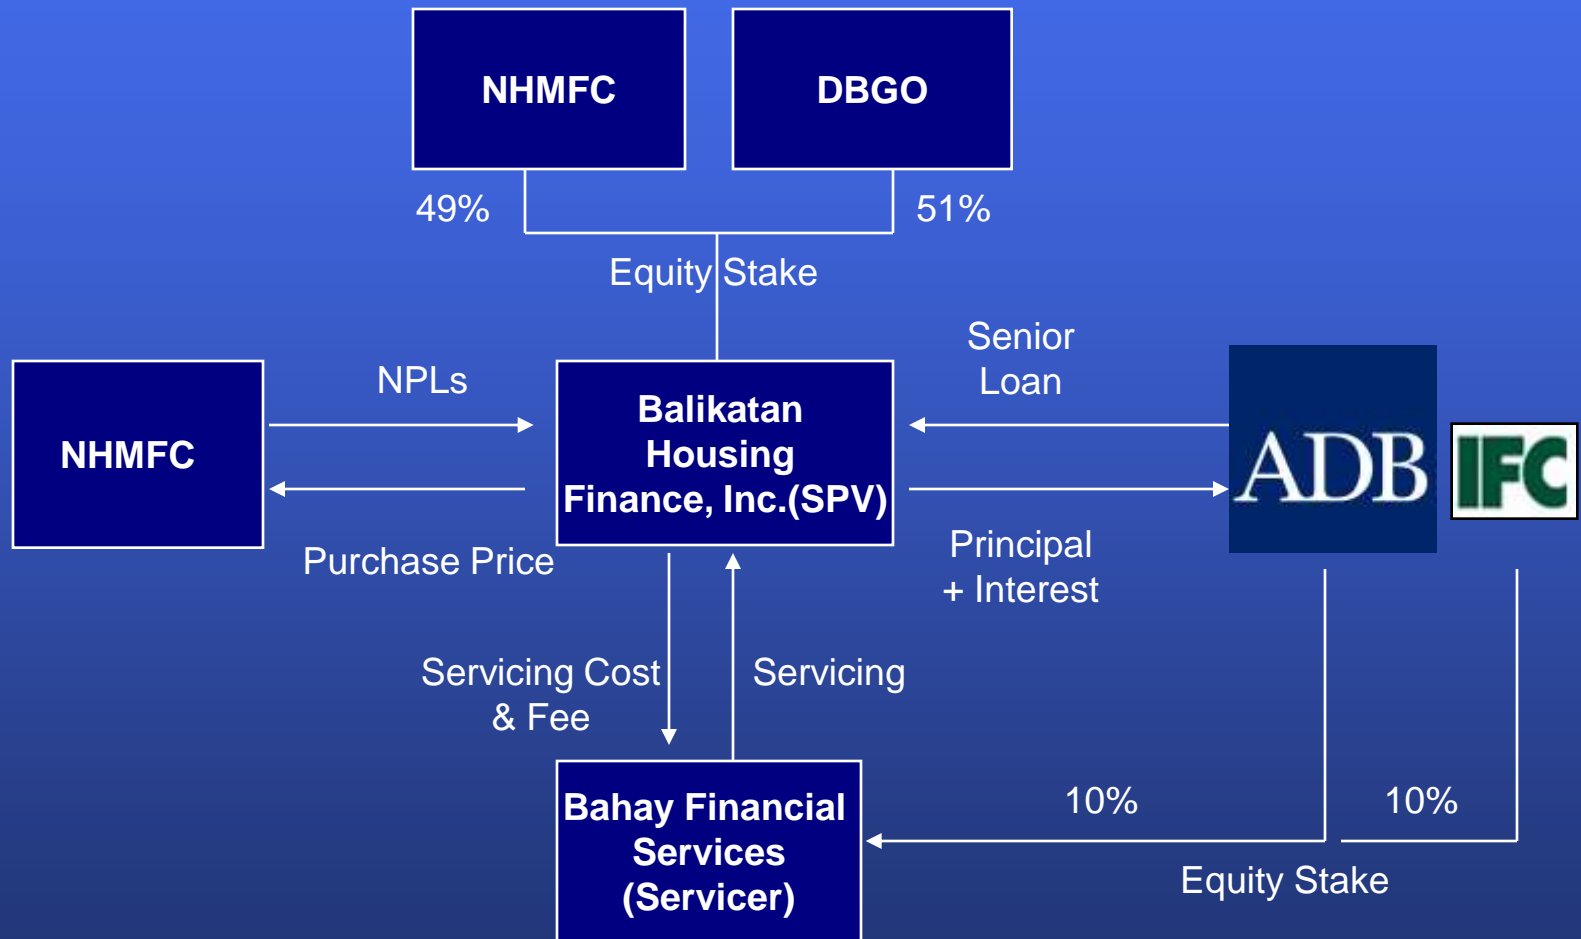 NHMFC
DBGO
49%
51%
Equity Stake
NHMFC
NPLs
Purchase Price
Balikatan
Housing
Finance, Inc.(SPV)
Senior
Loan
Principal
+ Interest
ADB
IFC
Servicing Cost
& Fee
Servicing
Bahay Financial
Services
(Servicer)
10%
10%
Equity Stake